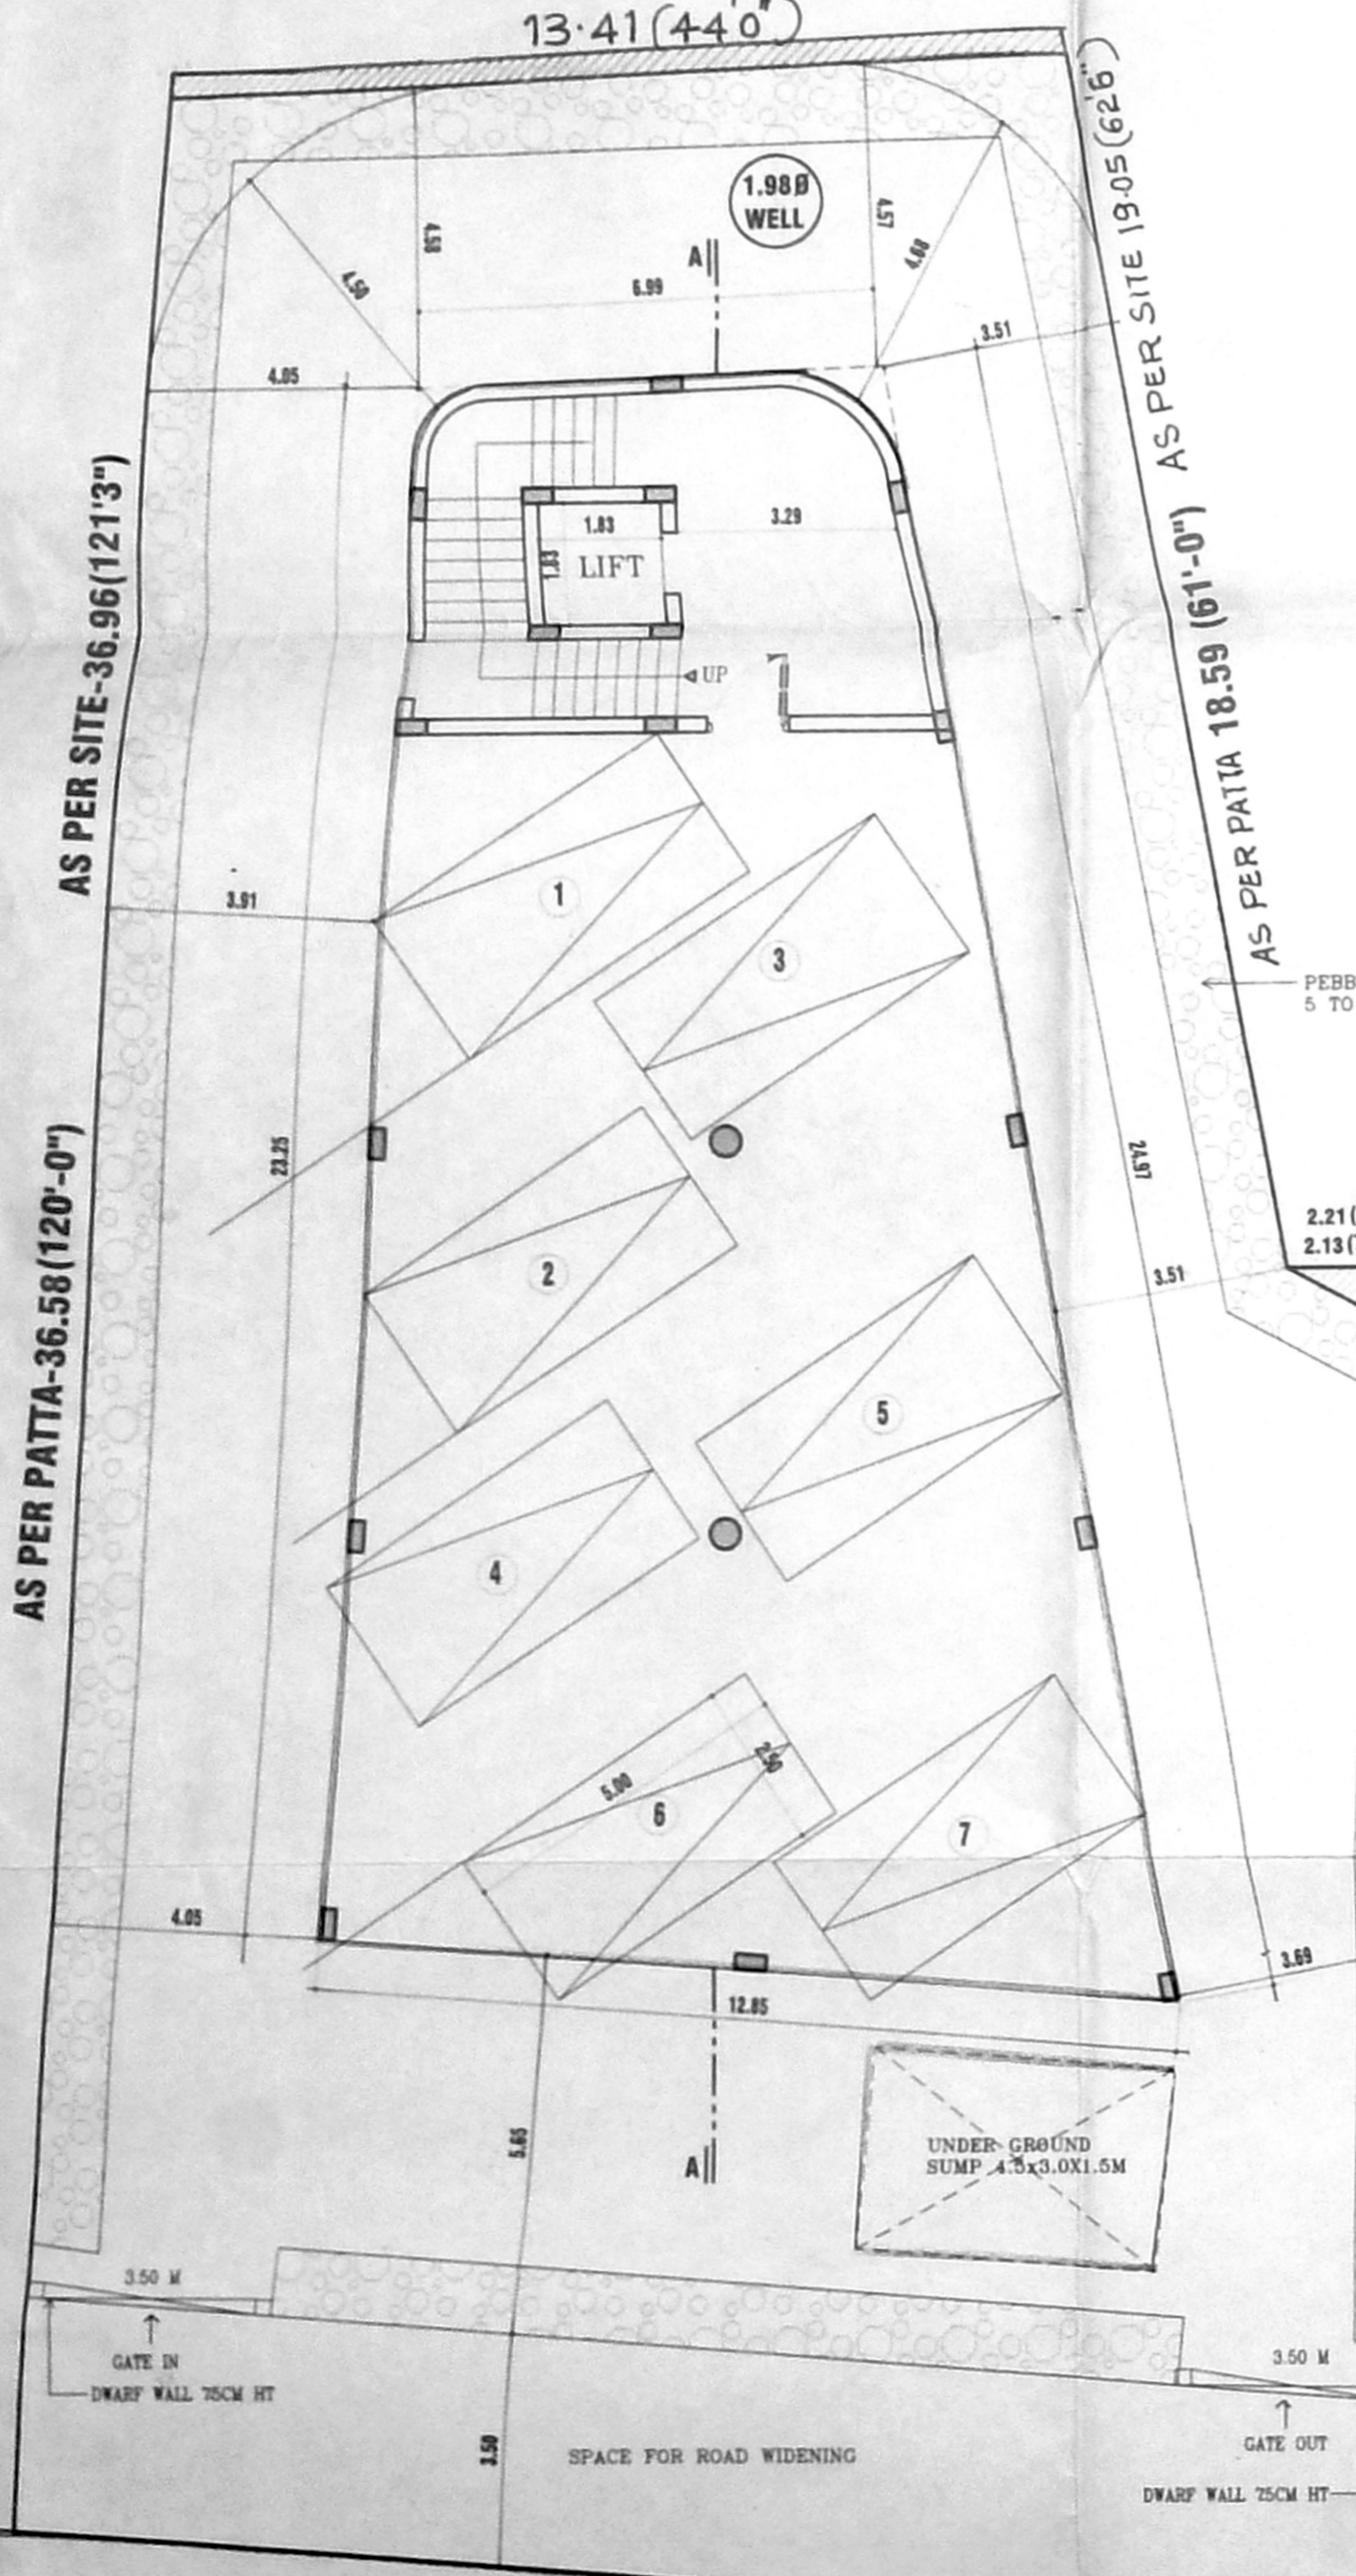 13.41 (44'0")
AS PER SITE 19.05 (62'6")
1.98Ø
WELL
4.58
4.57
4.50
4.68
A
6.99
3.51
4.05
AS PER SITE-36.96(121'3")
1.83
3.29
1.83
LIFT
UP
AS PER PATTA 18.59 (61'-0")
1
3.91
3
PEBB
5 TO
AS PER PATTA-36.58(120'-0")
23.25
24.97
2.21(
2.13(
2
3.51
5
4
2.50
5.00
6
7
4.05
3.69
12.85
5.65
A
UNDER GROUND
SUMP 4.5x3.0X1.5M
3.50 M
GATE IN
DWARF WALL 75CM HT
3.50 M
GATE OUT
3.50
SPACE FOR ROAD WIDENING
DWARF WALL 75CM HT